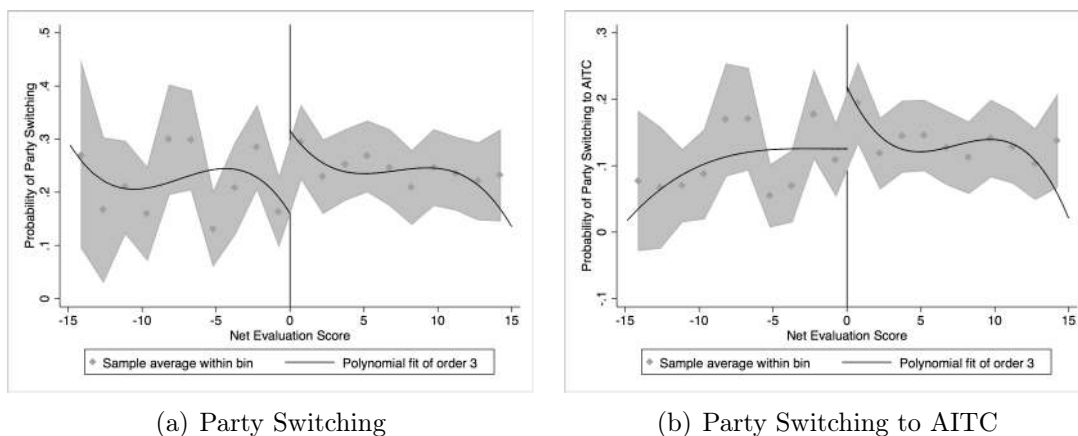 Probability of Party Switching
.5
.4
.3
.2
.1
0
-15
-10
-5
0
5
10
15
Net Evaluation Score
Sample average within bin
Polynomial fit of order 3
(a) Party Switching
Probability of Party Switching to AITC
.3
.2
.1
0
-.1
-15
-10
-5
0
5
10
15
Net Evaluation Score
Sample average within bin
Polynomial fit of order 3
(b) Party Switching to AITC